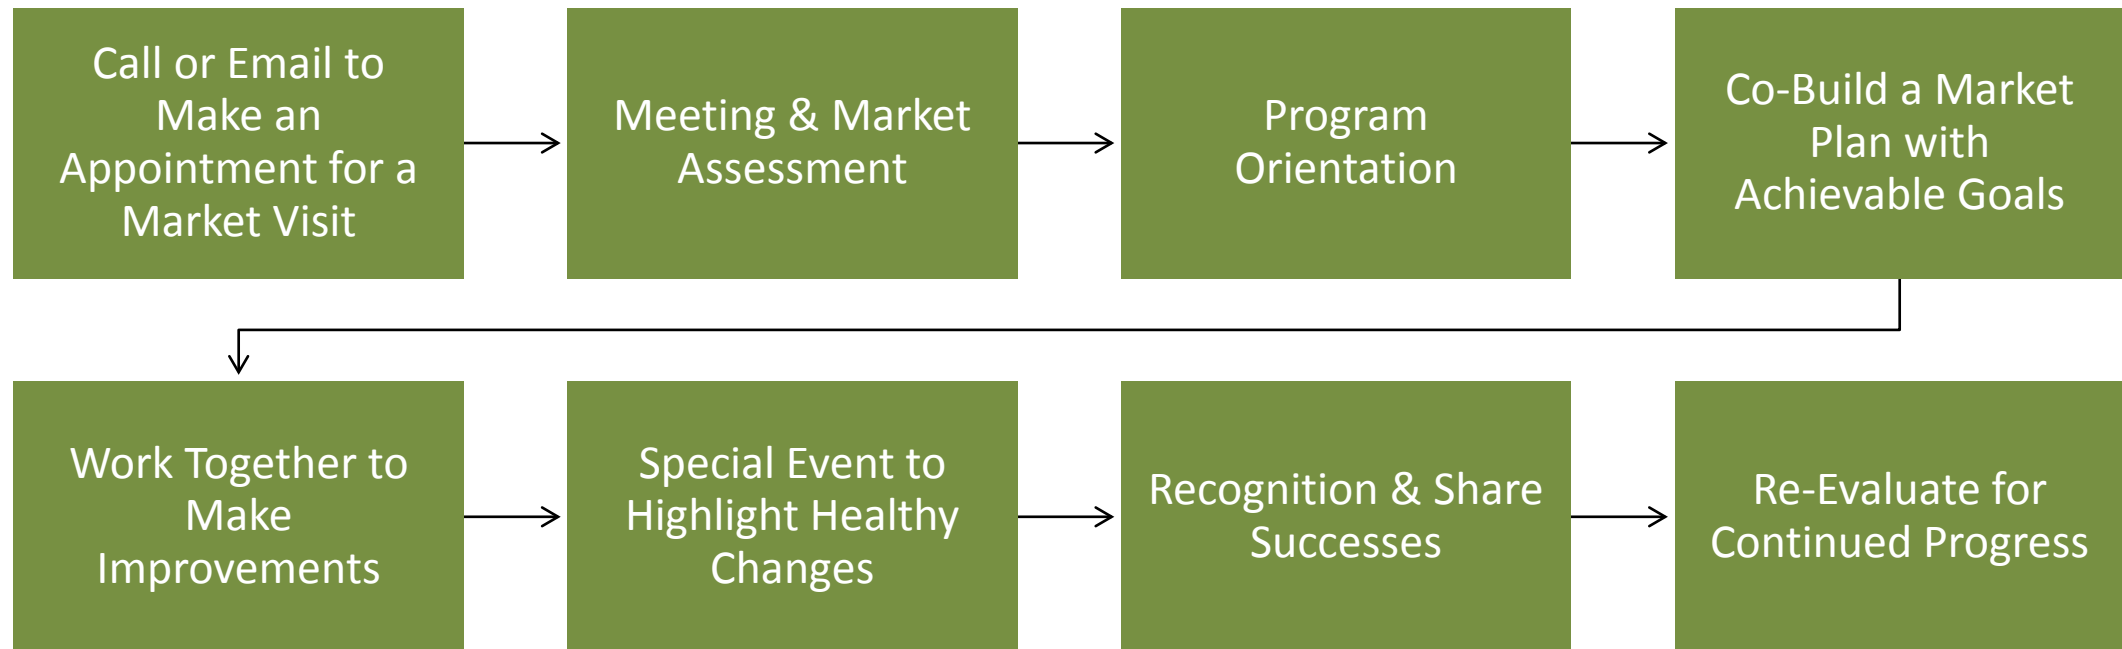 Call or Email to
Make an
Appointment for a
Market Visit
Meeting & Market
Assessment
Program
Orientation
Co-Build a Market
Plan with
Achievable Goals
Work Together to
Make
Improvements
Special Event to
Highlight Healthy
Changes
Recognition & Share
Successes
Re-Evaluate for
Continued Progress